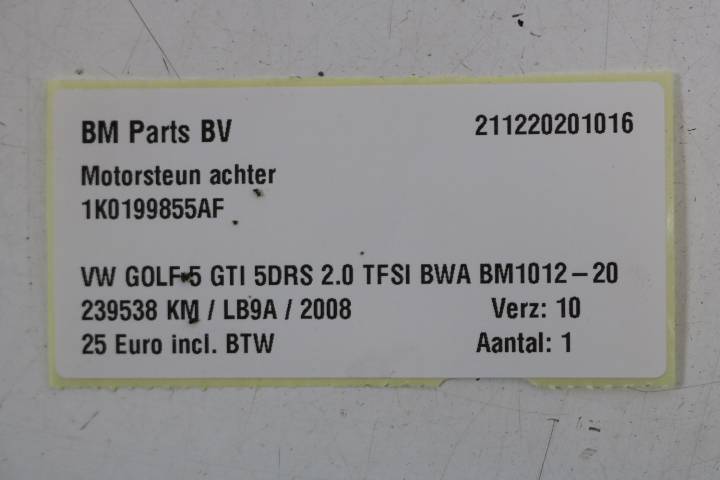 BM Parts BV 211220201016
Motorsteun achter
1K0199855AF
VW GOLF 5 GTI 5DRS 2.0 TFSI BWA BM1012-20
239538 KM / LB9A / 2008 Verz: 10
25 Euro incl. BTW Aantal: 1